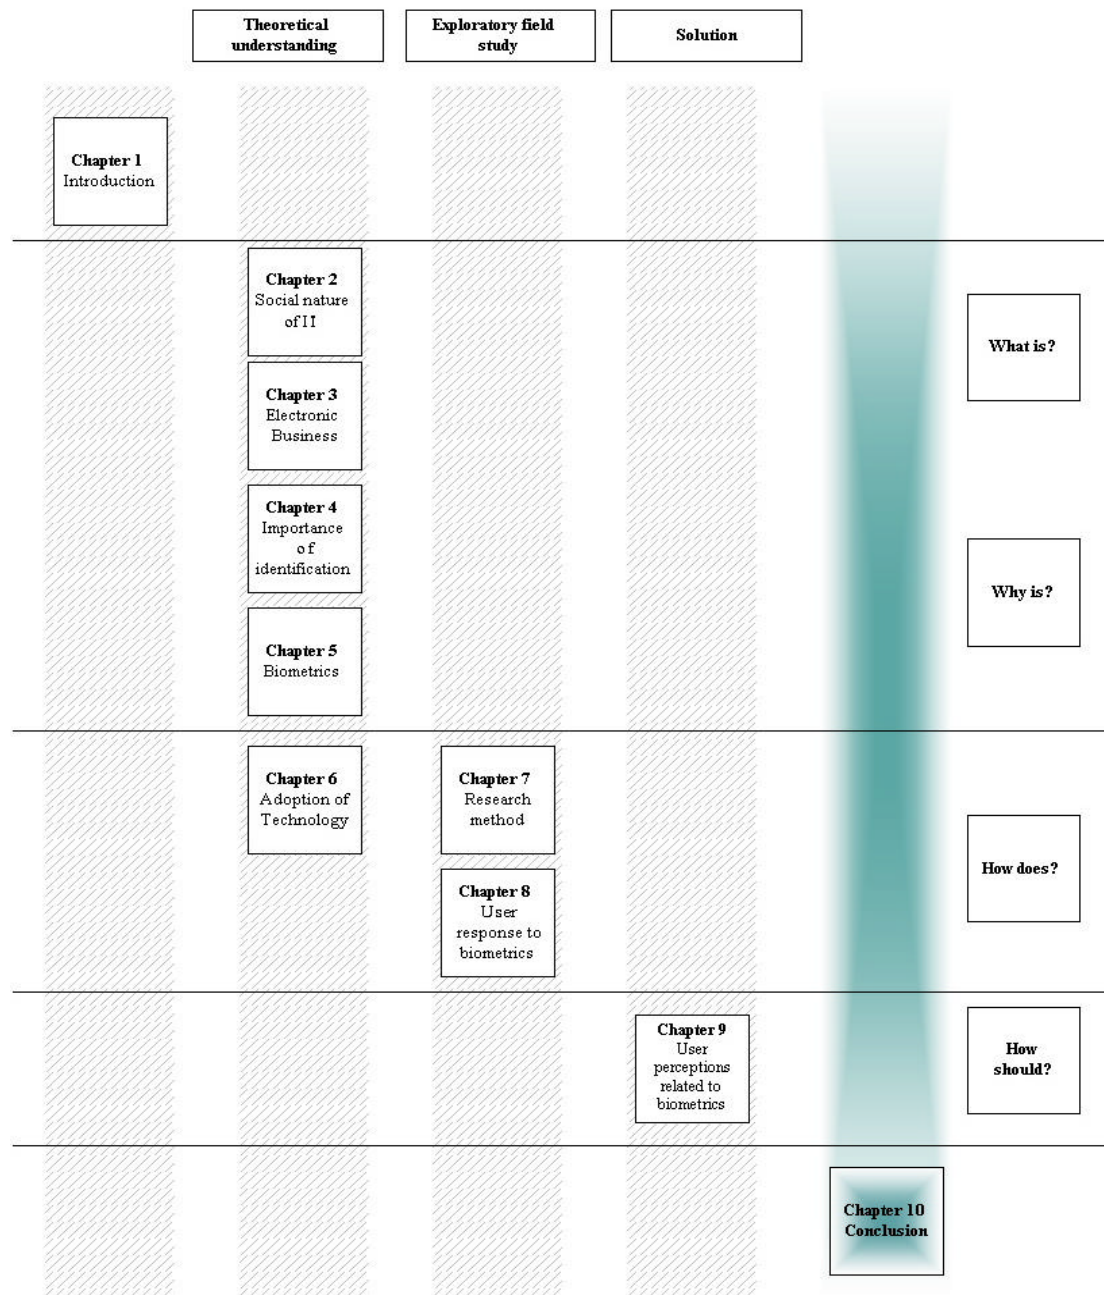 Theoretical
understanding
Exploratory field
study
Solution
Chapter 1
Introduction
Chapter 2
Social nature
of IT
What is?
Chapter 3
Electronic
Business
Chapter 4
Importance
of
identification
Why is?
Chapter 5
Biometrics
Chapter 6
Adoption of
Technology
Chapter 7
Research
method
How does?
Chapter 8
User
response to
biometrics
Chapter 9
User
perceptions
related to
biometrics
How
should?
Chapter 10
Conclusion